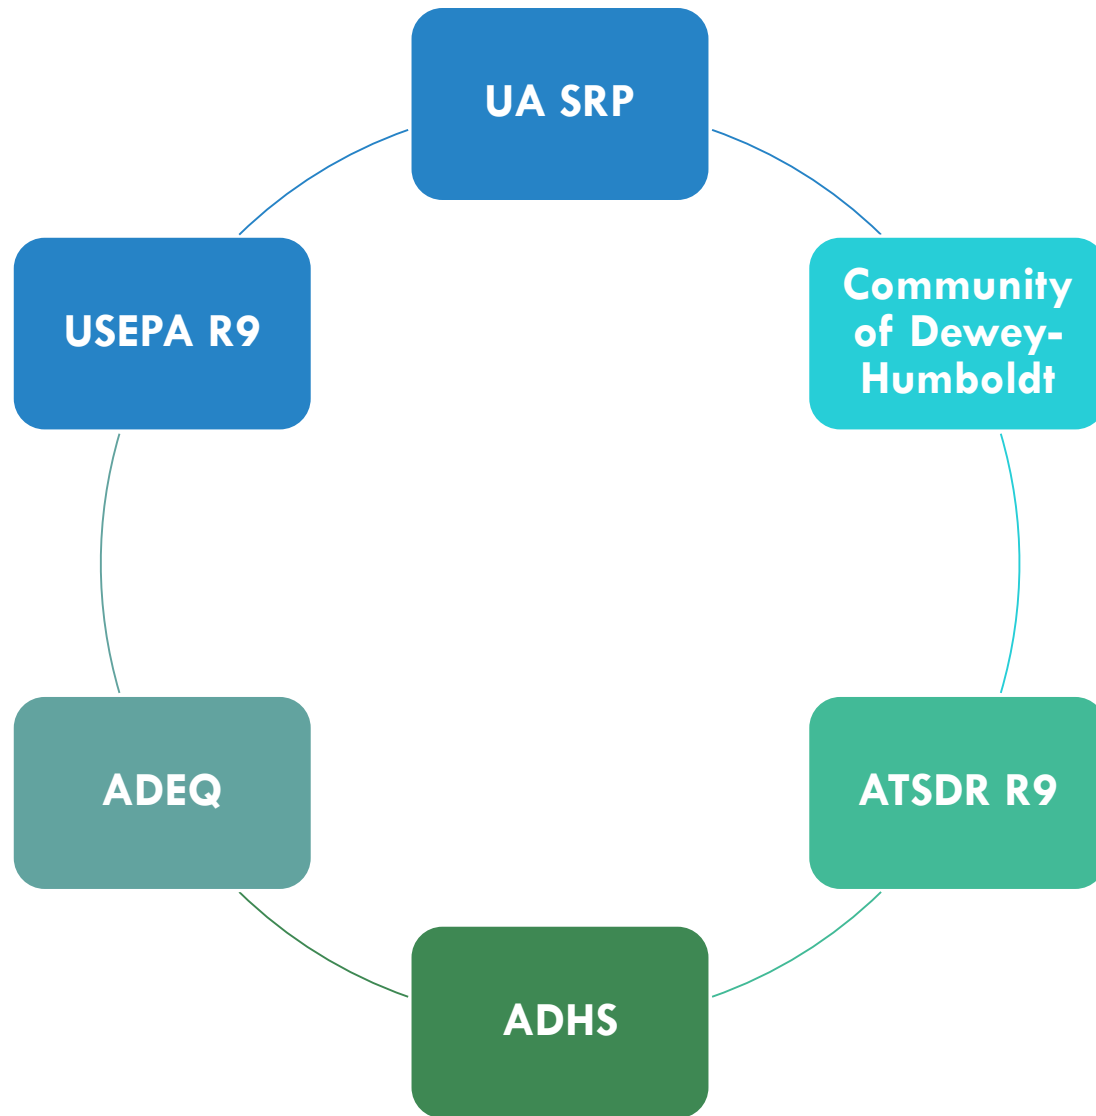 UA SRP
Community
of Dewey-
Humboldt
ATSDR R9
ADHS
ADEQ
USEPA R9